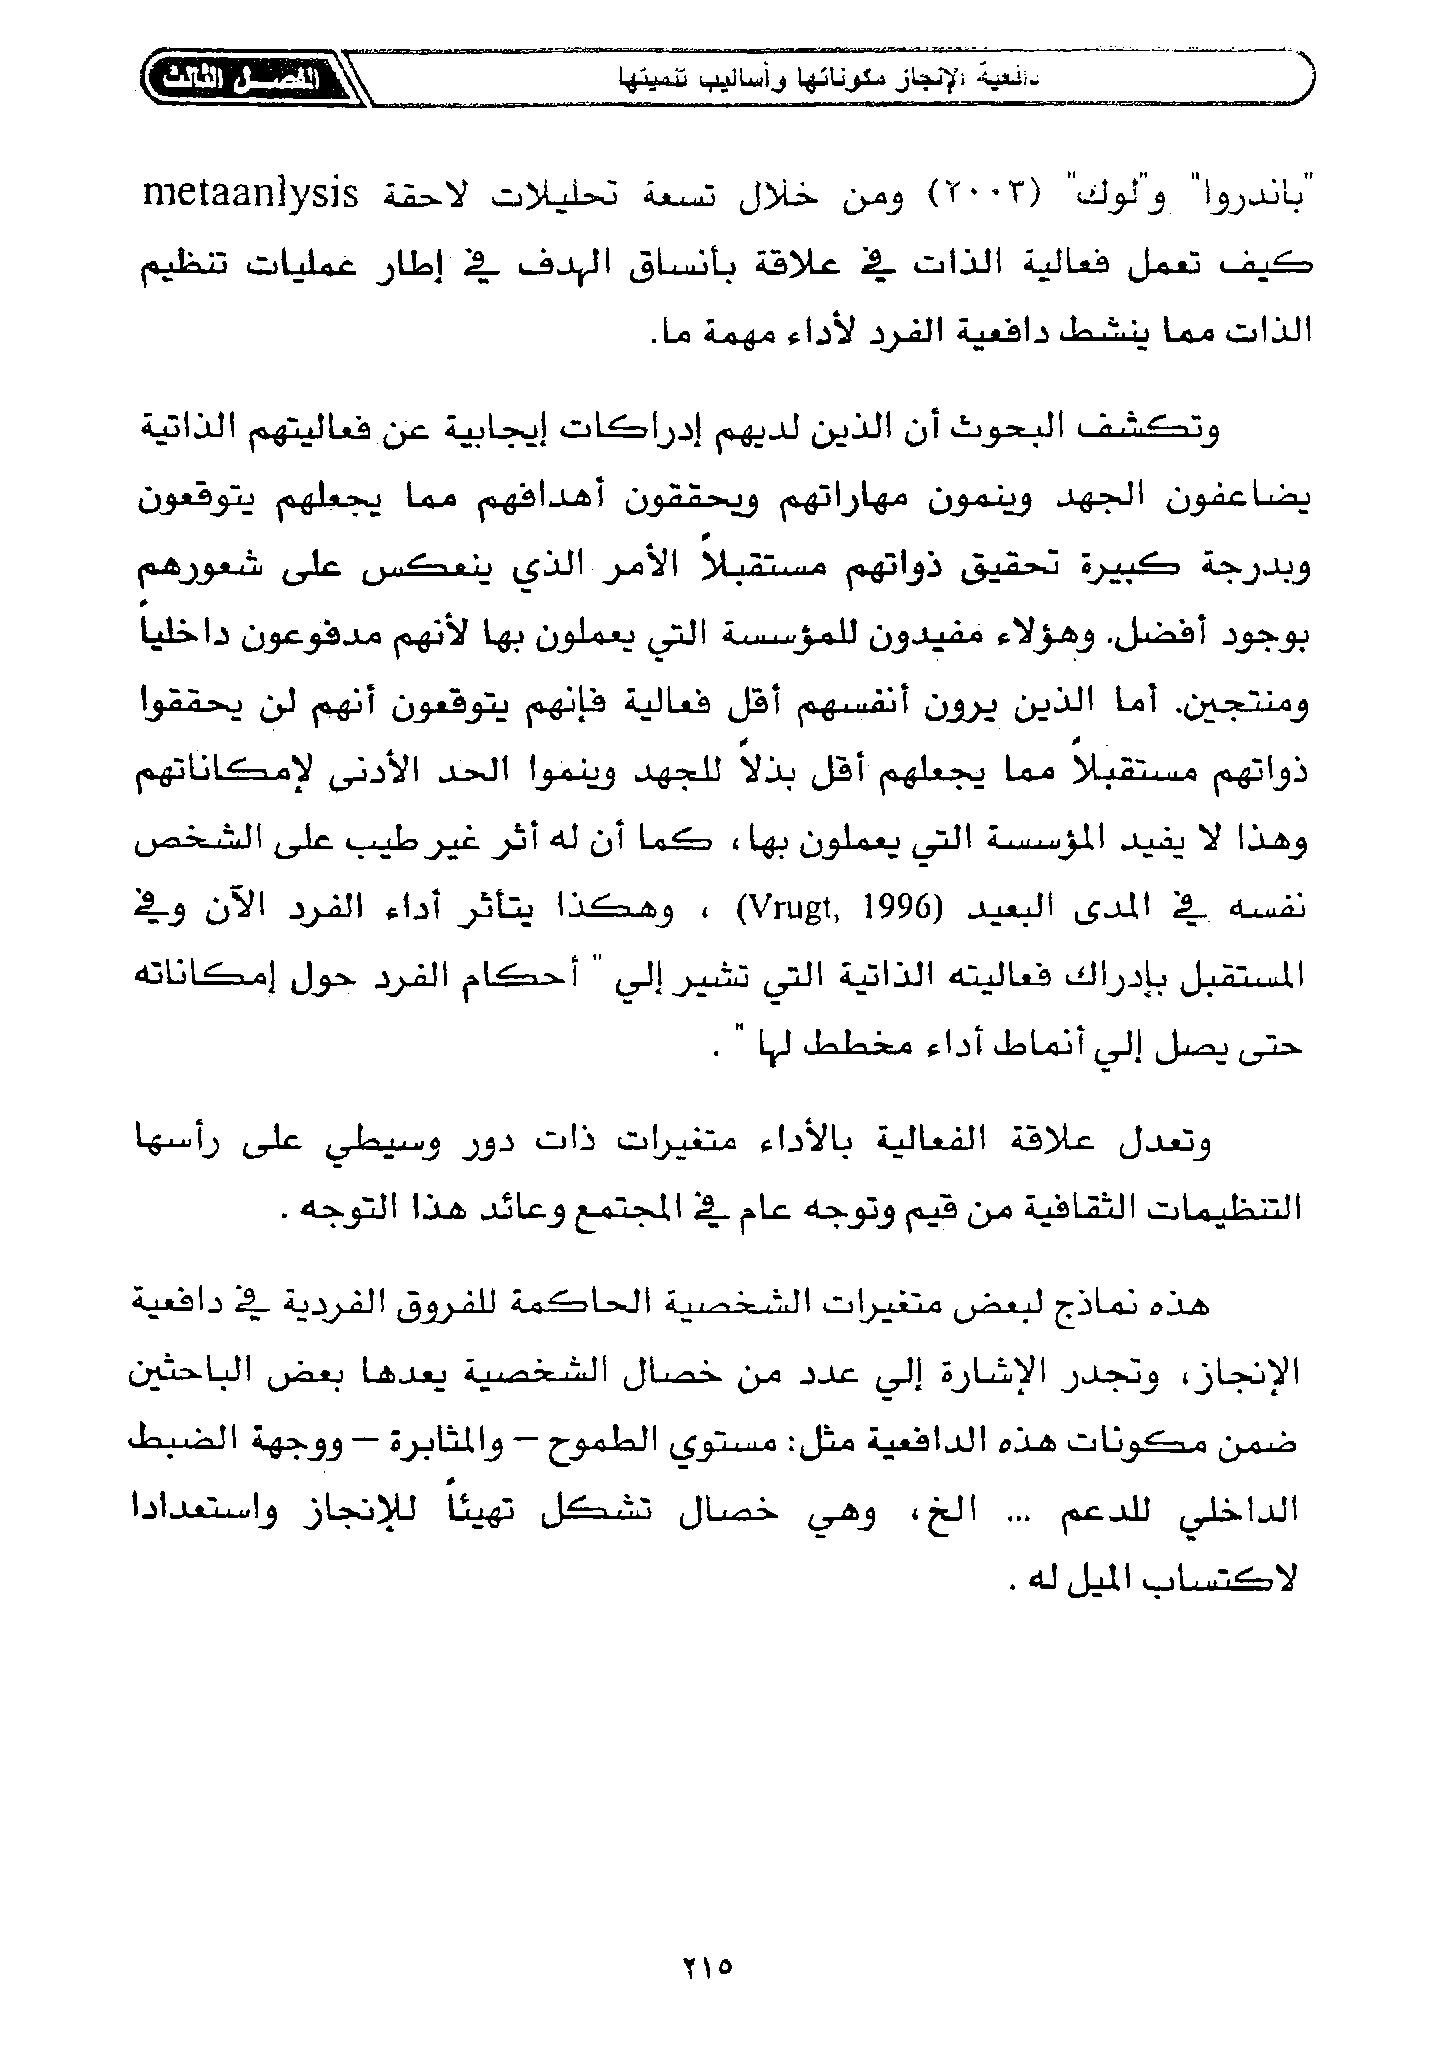 دافعية الإنجاز مكوناتها وأساليب تنميتها
الفصل الثالث
"باندروا" و"لوك" (٢٠٠٣) ومن خلال تسعة تحليلات لاحقة metaanlysis
كيف تعمل فعالية الذات في علاقة بأنساق الهدف في إطار عمليات تنظيم
الذات مما ينشط دافعية الفرد لأداء مهمة ما.
وتكشف البحوث أن الذين لديهم إدراكات إيجابية عن فعاليتهم الذاتية
يضاعفون الجهد وينمون مهاراتهم ويحققون أهدافهم مما يجعلهم يتوقعون
وبدرجة كبيرة تحقيق ذواتهم مستقبلاً الأمر الذي ينعكس على شعورهم
بوجود أفضل. وهؤلاء مفيدون للمؤسسة التي يعملون بها لأنهم مدفوعون داخلياً
ومنتجين. أما الذين يرون أنفسهم أقل فعالية فإنهم يتوقعون أنهم لن يحققوا
ذواتهم مستقبلاً مما يجعلهم أقل بذلاً للجهد وينموا الحد الأدنى لإمكاناتهم
وهذا لا يفيد المؤسسة التي يعملون بها، كما أن له أثر غير طيب على الشخص
نفسه في المدى البعيد (Vrugt, 1996) ، وهكذا يتأثر أداء الفرد الآن وفي
المستقبل بإدراك فعاليته الذاتية التي تشير إلي " أحكام الفرد حول إمكاناته
حتى يصل إلي أنماط أداء مخطط لها " .
وتعدل علاقة الفعالية بالأداء متغيرات ذات دور وسيطي على رأسها
التنظيمات الثقافية من قيم وتوجه عام في المجتمع وعائد هذا التوجه .
هذه نماذج لبعض متغيرات الشخصية الحاكمة للفروق الفردية في دافعية
الإنجاز، وتجدر الإشارة إلي عدد من خصال الشخصية يعدها بعض الباحثين
ضمن مكونات هذه الدافعية مثل: مستوي الطموح – والمثابرة – ووجهة الضبط
الداخلي للدعم ... الخ، وهي خصال تشكل تهيئاً للإنجاز واستعدادا
لاكتساب الميل له .
٢١٥